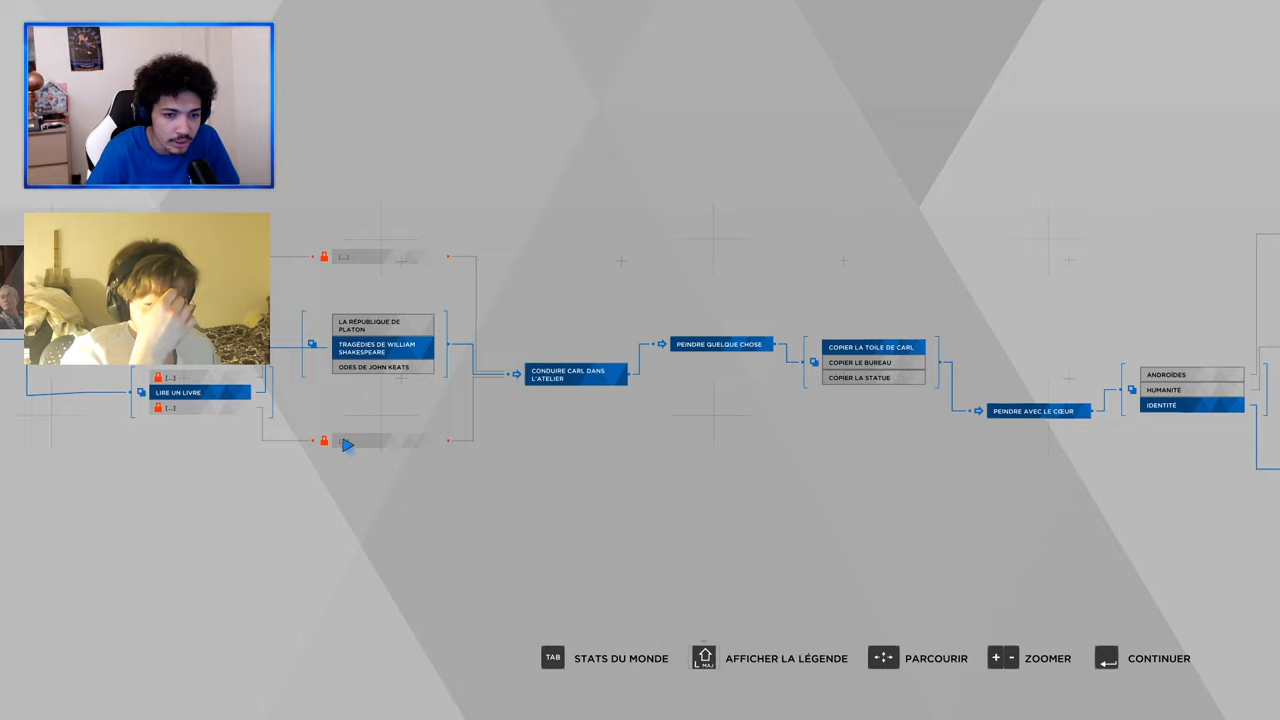 [...]
LA RÉPUBLIQUE DE
PLATON
TRAGÉDIES DE WILLIAM
SHAKESPEARE
ODES DE JOHN KEATS
[...]
LIRE UN LIVRE
[...]
CONDUIRE CARL DANS
L'ATELIER
PEINDRE QUELQUE CHOSE
COPIER LA TOILE DE CARL
COPIER LE BUREAU
COPIER LA STATUE
PEINDRE AVEC LE CŒUR
ANDROÏDES
HUMANITÉ
IDENTITÉ
TAB STATS DU MONDE
L MAJ AFFICHER LA LÉGENDE
PARCOURIR
+ - ZOOMER
CONTINUER